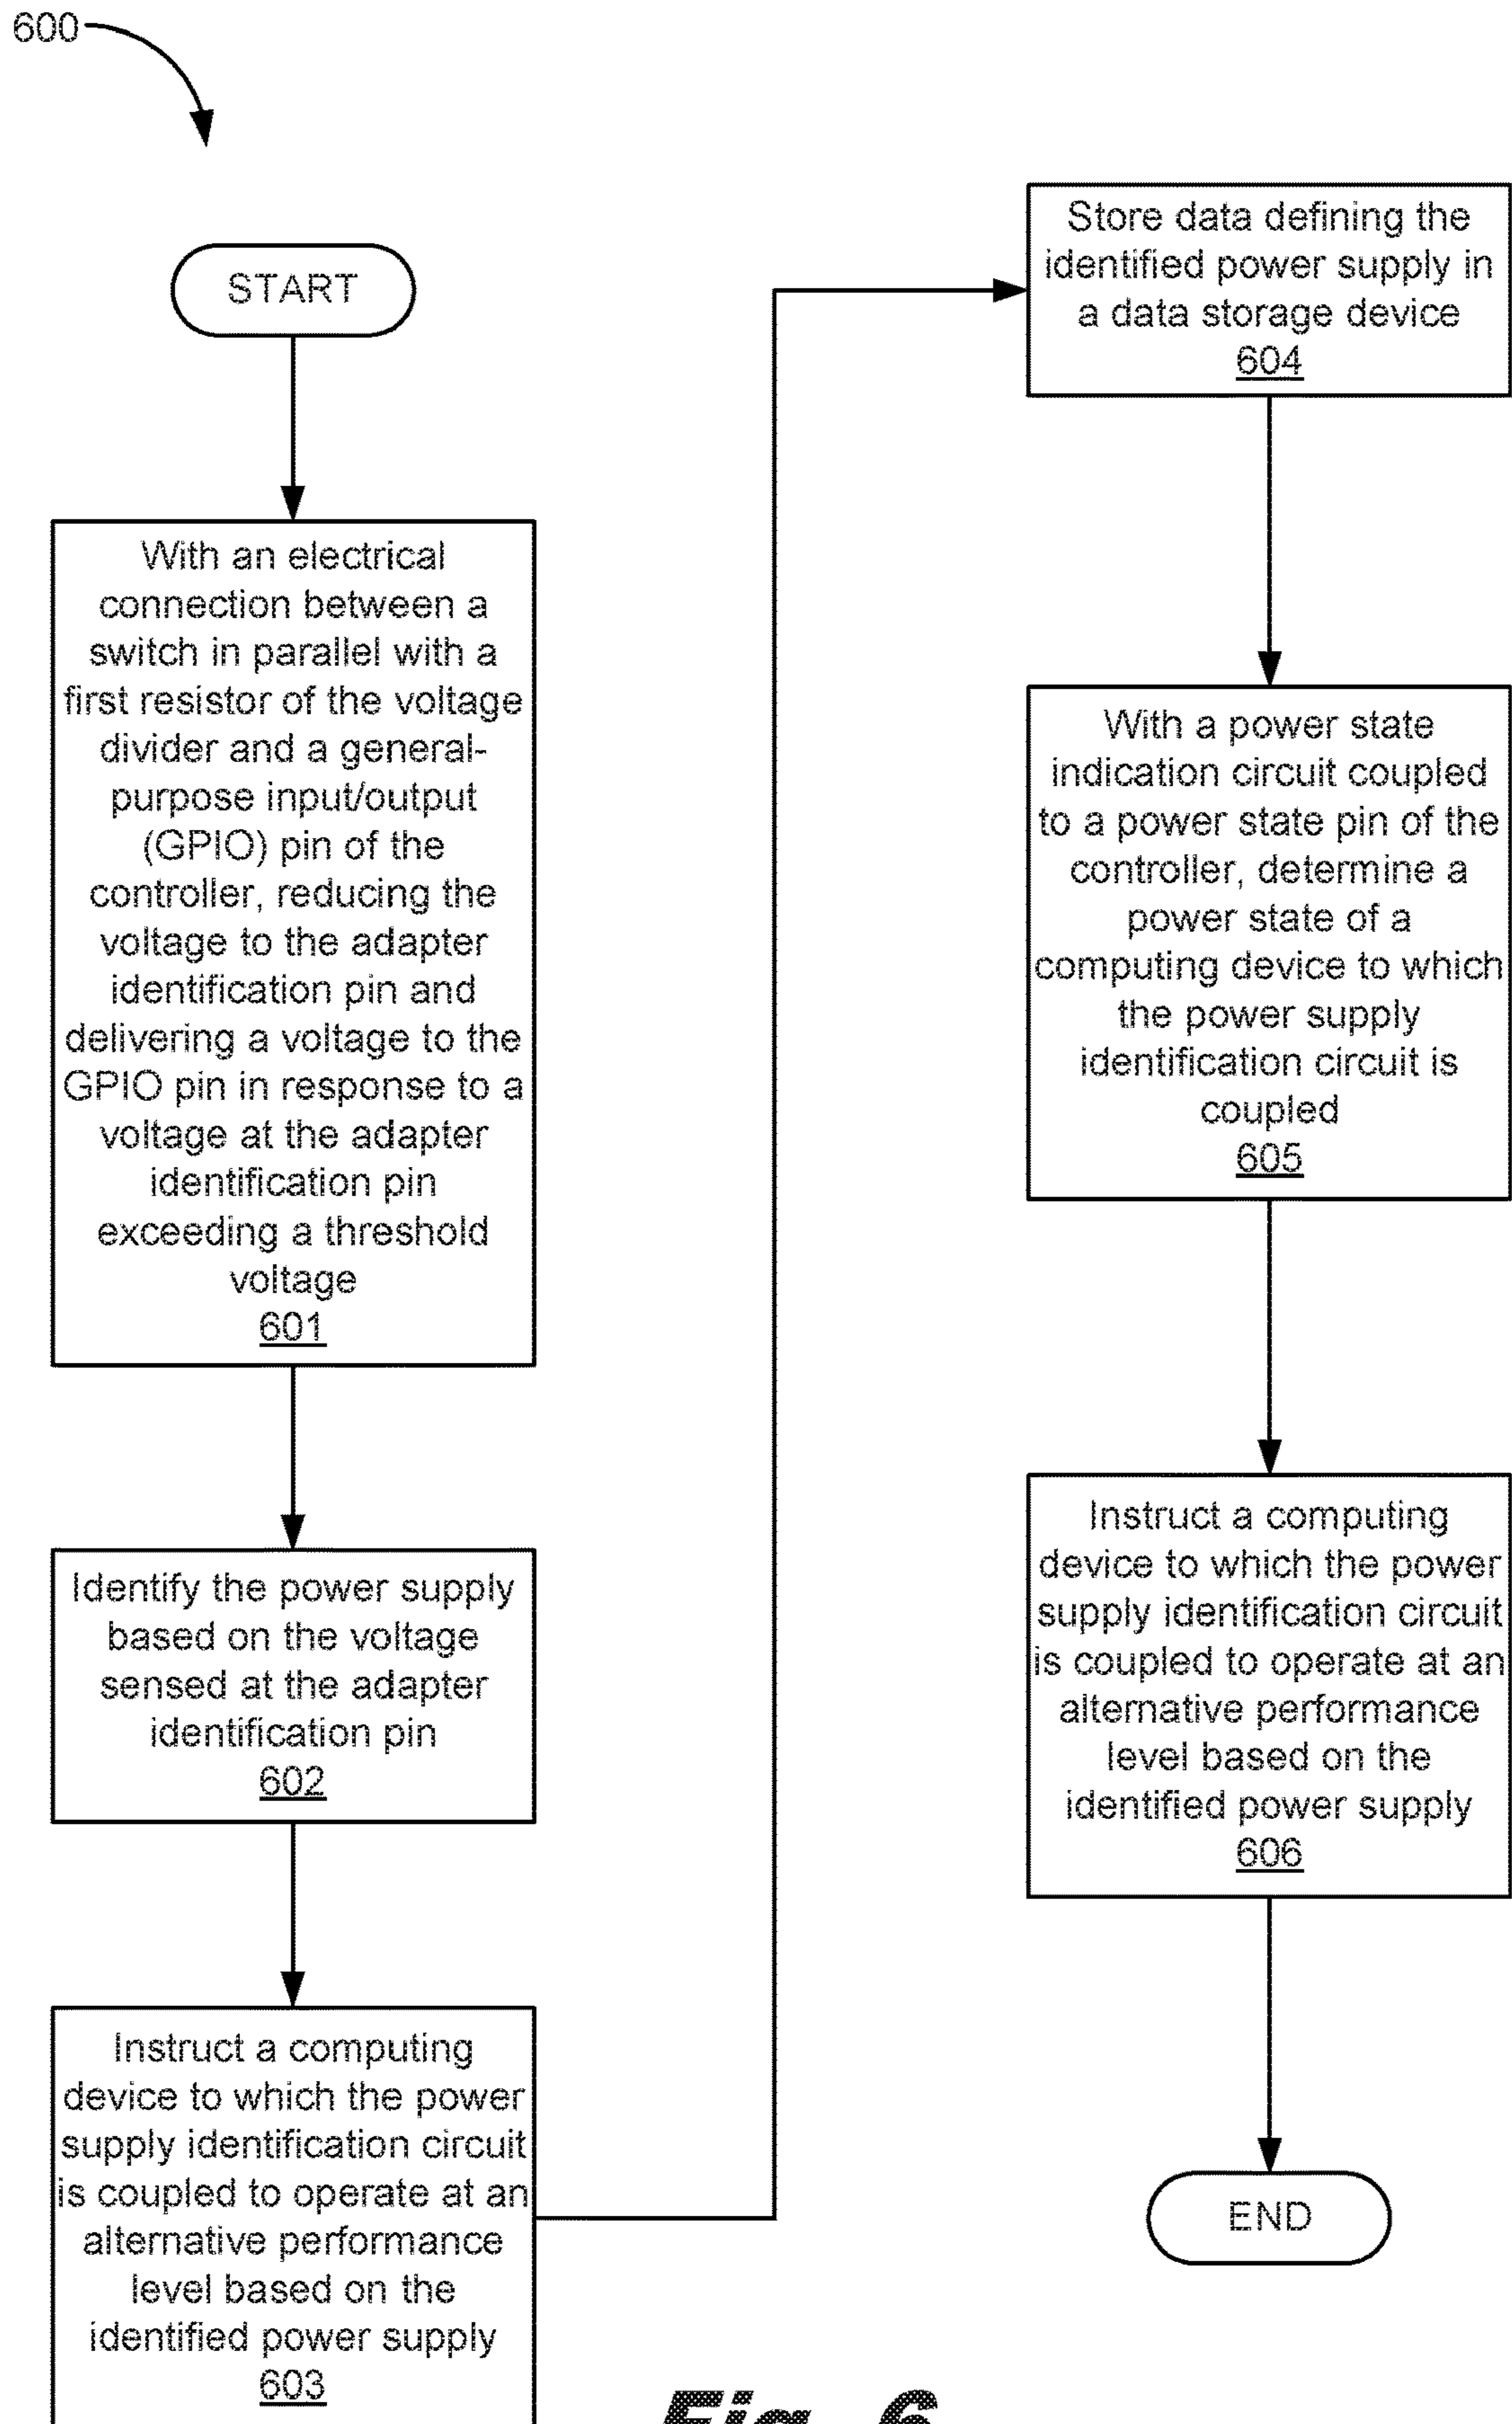 600
START
With an electrical
connection between a
switch in parallel with a
first resistor of the voltage
divider and a general-
purpose input/output
(GPIO) pin of the
controller, reducing the
voltage to the adapter
identification pin and
delivering a voltage to the
GPIO pin in response to a
voltage at the adapter
identification pin
exceeding a threshold
voltage
601
Identify the power supply
based on the voltage
sensed at the adapter
identification pin
602
Instruct a computing
device to which the power
supply identification circuit
is coupled to operate at an
alternative performance
level based on the
identified power supply
603
Store data defining the
identified power supply in
a data storage device
604
With a power state
indication circuit coupled
to a power state pin of the
controller, determine a
power state of a
computing device to which
the power supply
identification circuit is
coupled
605
Instruct a computing
device to which the power
supply identification circuit
is coupled to operate at an
alternative performance
level based on the
identified power supply
606
END
Fig. 6